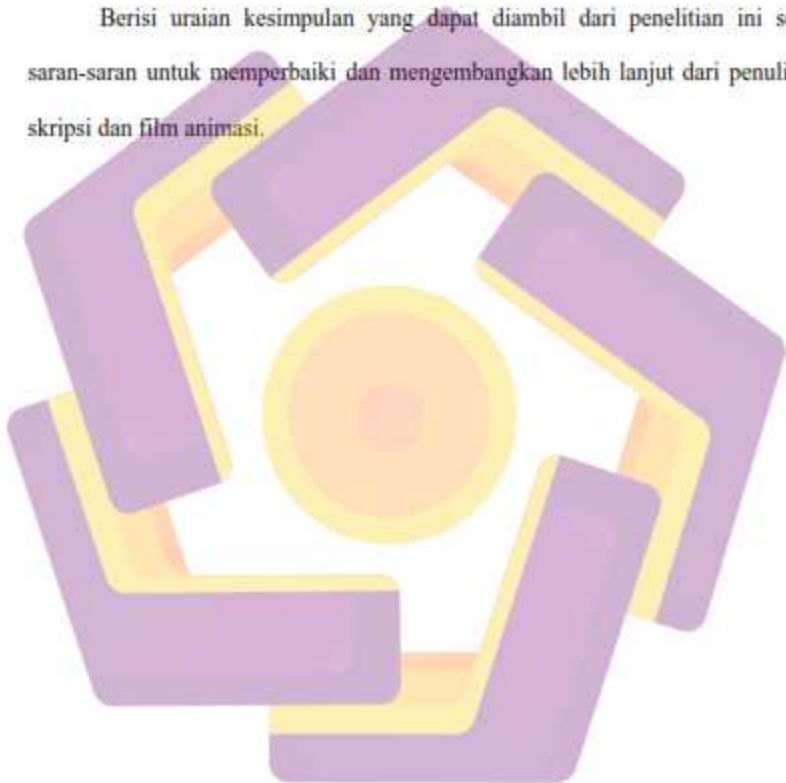 Berisi uraian kesimpulan yang dapat diambil dari penelitian ini
saran-saran untuk memperbaiki dan mengembangkan lebih lanjut dari
skripsi dan film animasi.